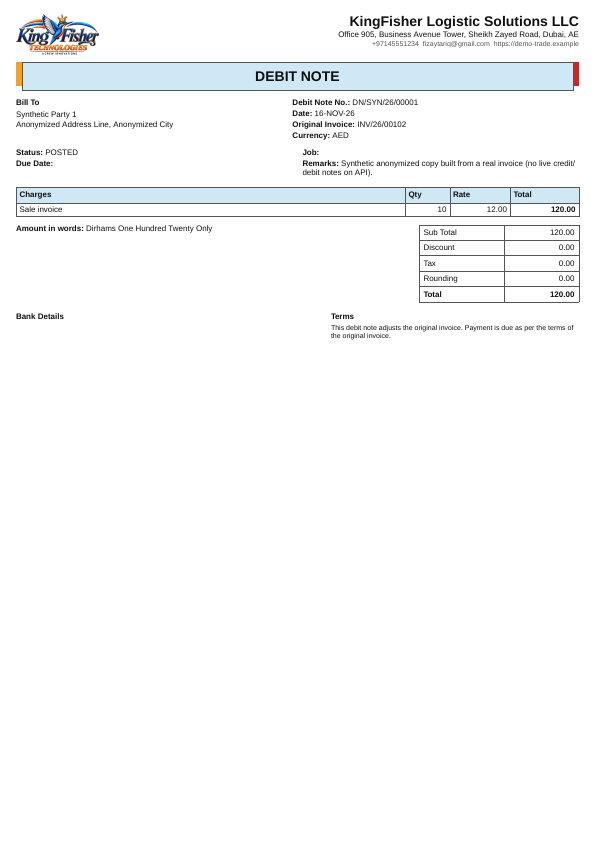 King Fisher
TECHNOLOGIES
KingFisher Logistic Solutions LLC
Office 905, Business Avenue Tower, Sheikh Zayed Road, Dubai, AE
+97145551234 fizaytariq@gmail.com https://demo-trade.example
DEBIT NOTE
Bill To
Synthetic Party 1
Anonymized Address Line, Anonymized City
Debit Note No.: DN/SYN/26/00001
Date: 16-NOV-26
Original Invoice: INV/26/00102
Currency: AED
Status: POSTED
Due Date:
Job:
Remarks: Synthetic anonymized copy built from a real invoice (no live credit/
debit notes on API).
Charges Qty Rate Total
Sale invoice 10 12.00 120.00
Amount in words: Dirhams One Hundred Twenty Only
Sub Total 120.00
Discount 0.00
Tax 0.00
Rounding 0.00
Total 120.00
Bank Details
Terms
This debit note adjusts the original invoice. Payment is due as per the terms of
the original invoice.